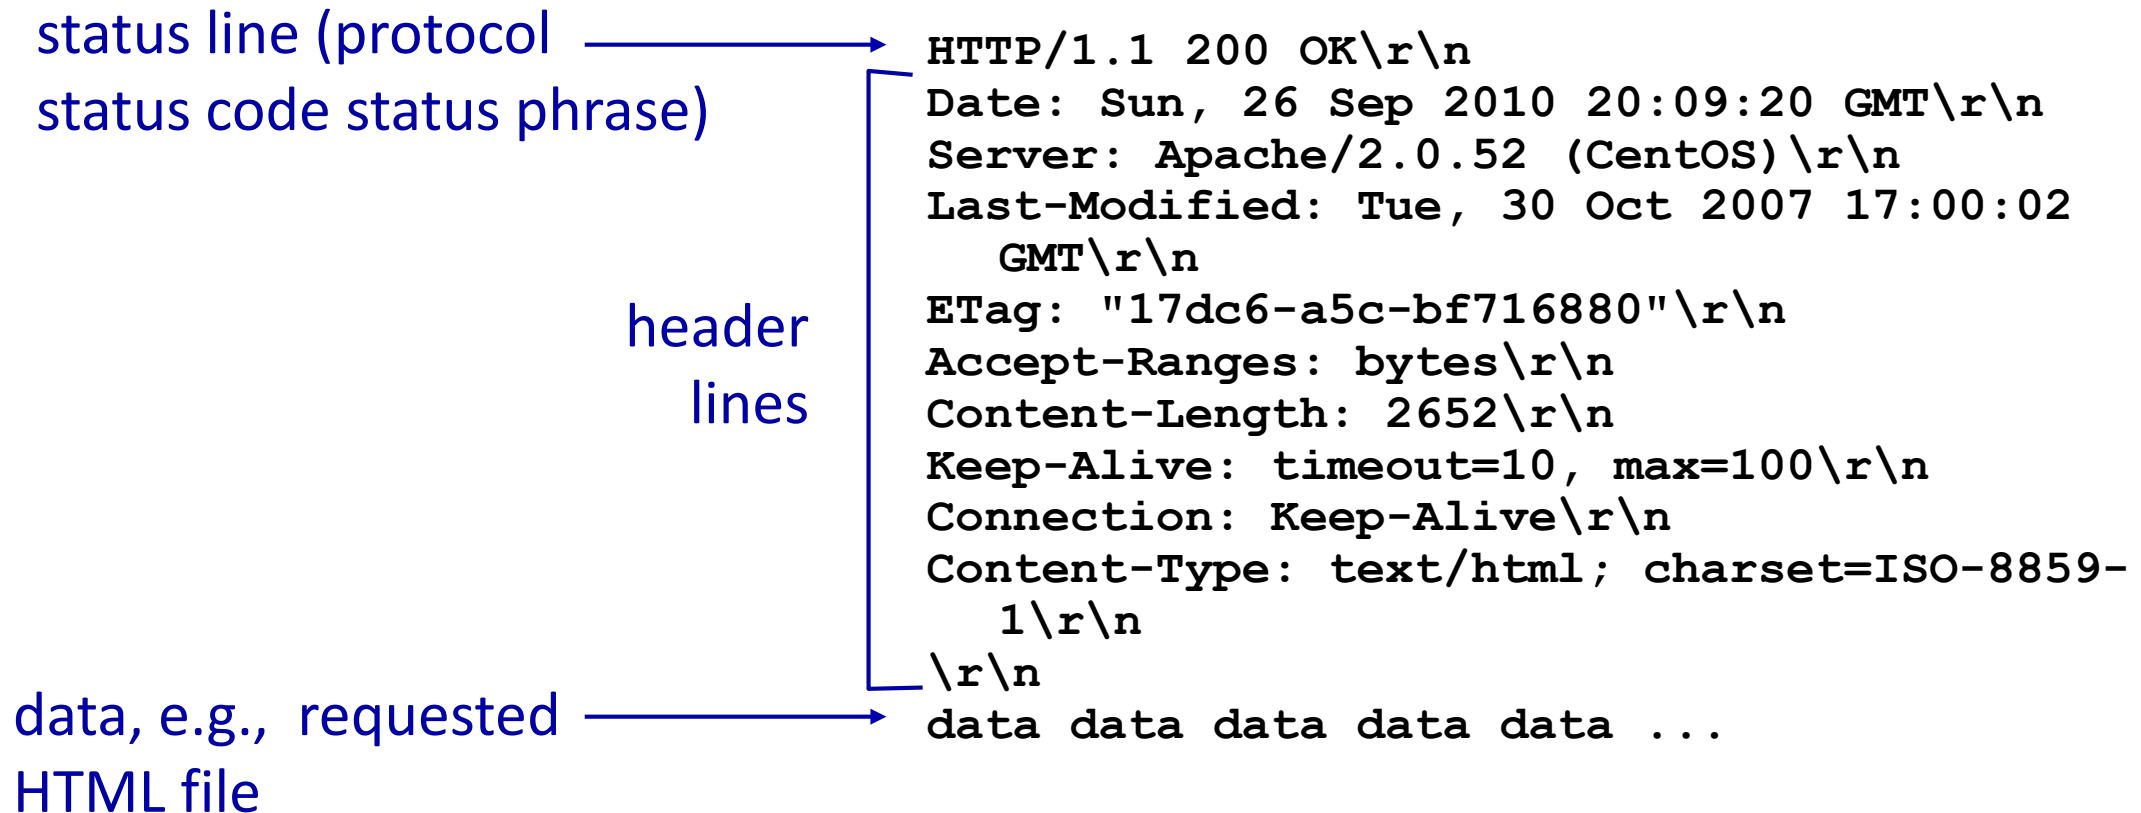 status line (protocol
status code status phrase)
header
lines
data, e.g., requested
HTML file
HTTP/1.1 200 OK\r\n
Date: Sun, 26 Sep 2010 20:09:20 GMT\r\n
Server: Apache/2.0.52 (CentOS)\r\n
Last-Modified: Tue, 30 Oct 2007 17:00:02
GMT\r\n
ETag: "17dc6-a5c-bf716880"\r\n
Accept-Ranges: bytes\r\n
Content-Length: 2652\r\n
Keep-Alive: timeout=10, max=100\r\n
Connection: Keep-Alive\r\n
Content-Type: text/html; charset=ISO-8859-
1\r\n
\r\n
data data data data data ...